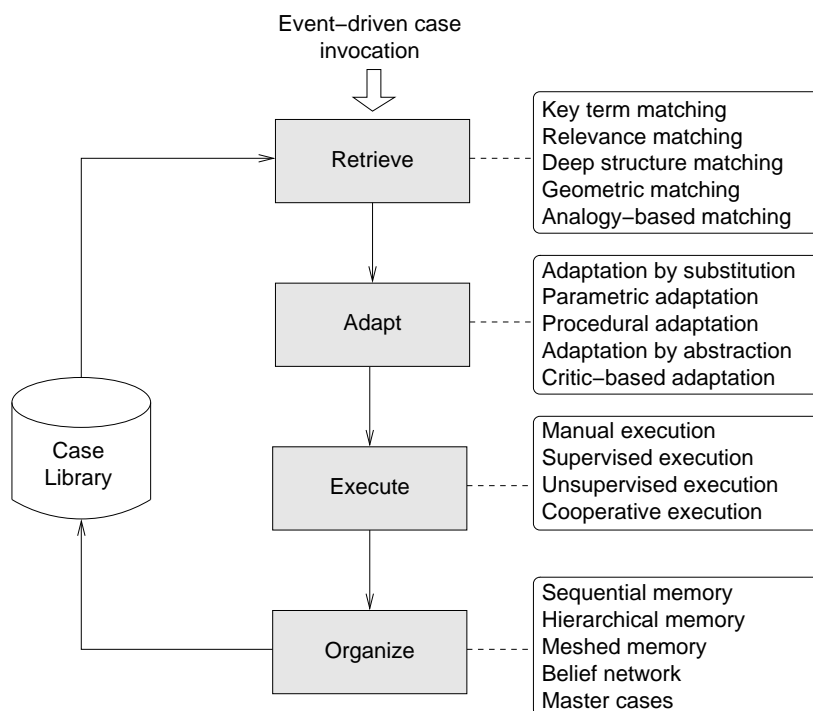 Event–driven case
invocation
Retrieve
Key term matching
Relevance matching
Deep structure matching
Geometric matching
Analogy–based matching
Adapt
Adaptation by substitution
Parametric adaptation
Procedural adaptation
Adaptation by abstraction
Critic–based adaptation
Case
Library
Execute
Manual execution
Supervised execution
Unsupervised execution
Cooperative execution
Organize
Sequential memory
Hierarchical memory
Meshed memory
Belief network
Master cases